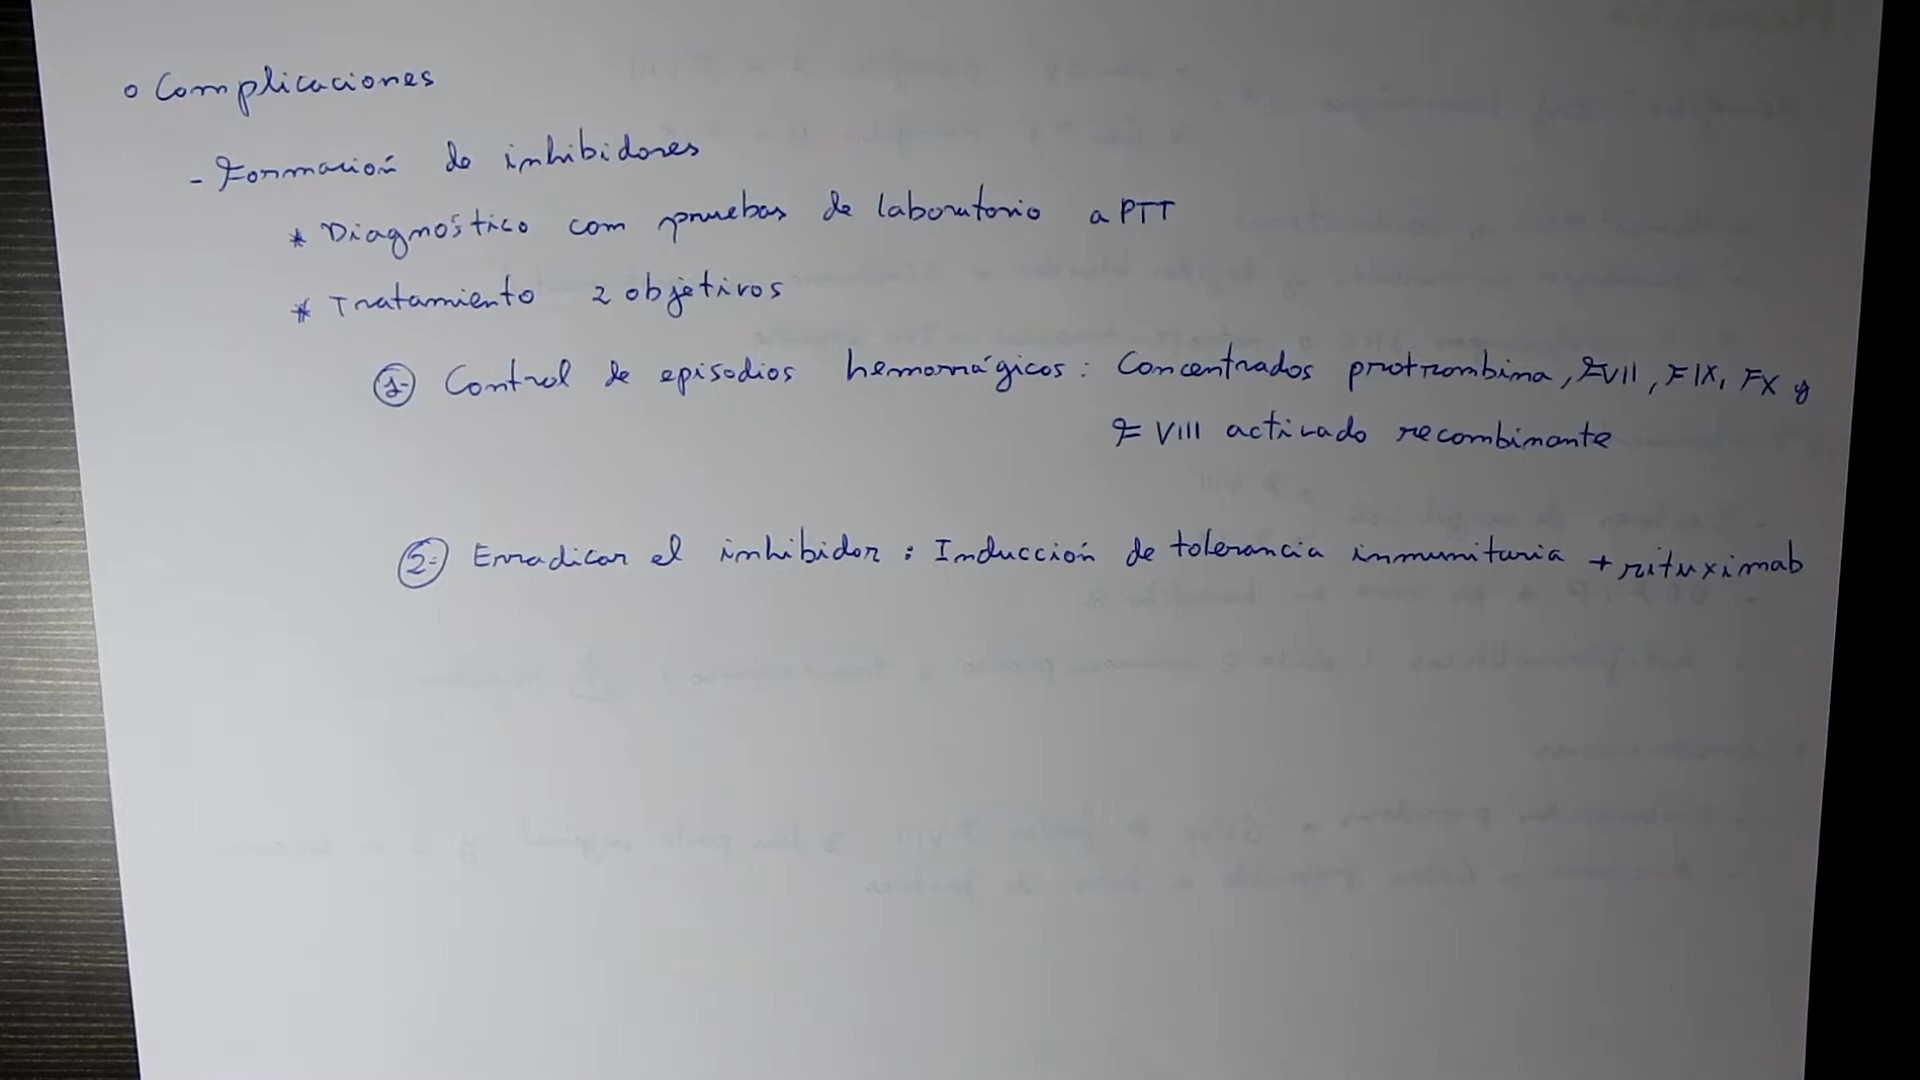 o Complicaciones
- Formación de inhibidores
* Diagnóstico con pruebas de laboratorio aPTT
* Tratamiento 2 objetivos
1- Control de episodios hemorrágicos: Concentrados protrombina, FVII, FIX, FX y
F VIII activado recombinante
2- Erradicar el inhibidor: Inducción de tolerancia inmunitaria + rituximab